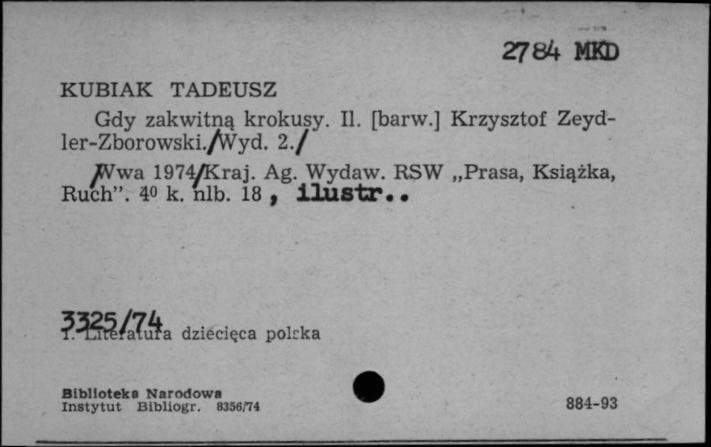 2784 MKD
KUBIAK TADEUSZ
Gdy zakwitną krokusy. Il. [barw.] Krzysztof Zeyd-
ler-Zborowski./Wyd. 2./
/Wwa 1974/Kraj. Ag. Wydaw. RSW „Prasa, Książka,
Ruch”. 4⁰ k. nlb. 18 , ilustr..
3325/74
1. Literatura dziecięca polska
Biblioteka Narodowa
Instytut Bibliogr. 8356/74
884-93